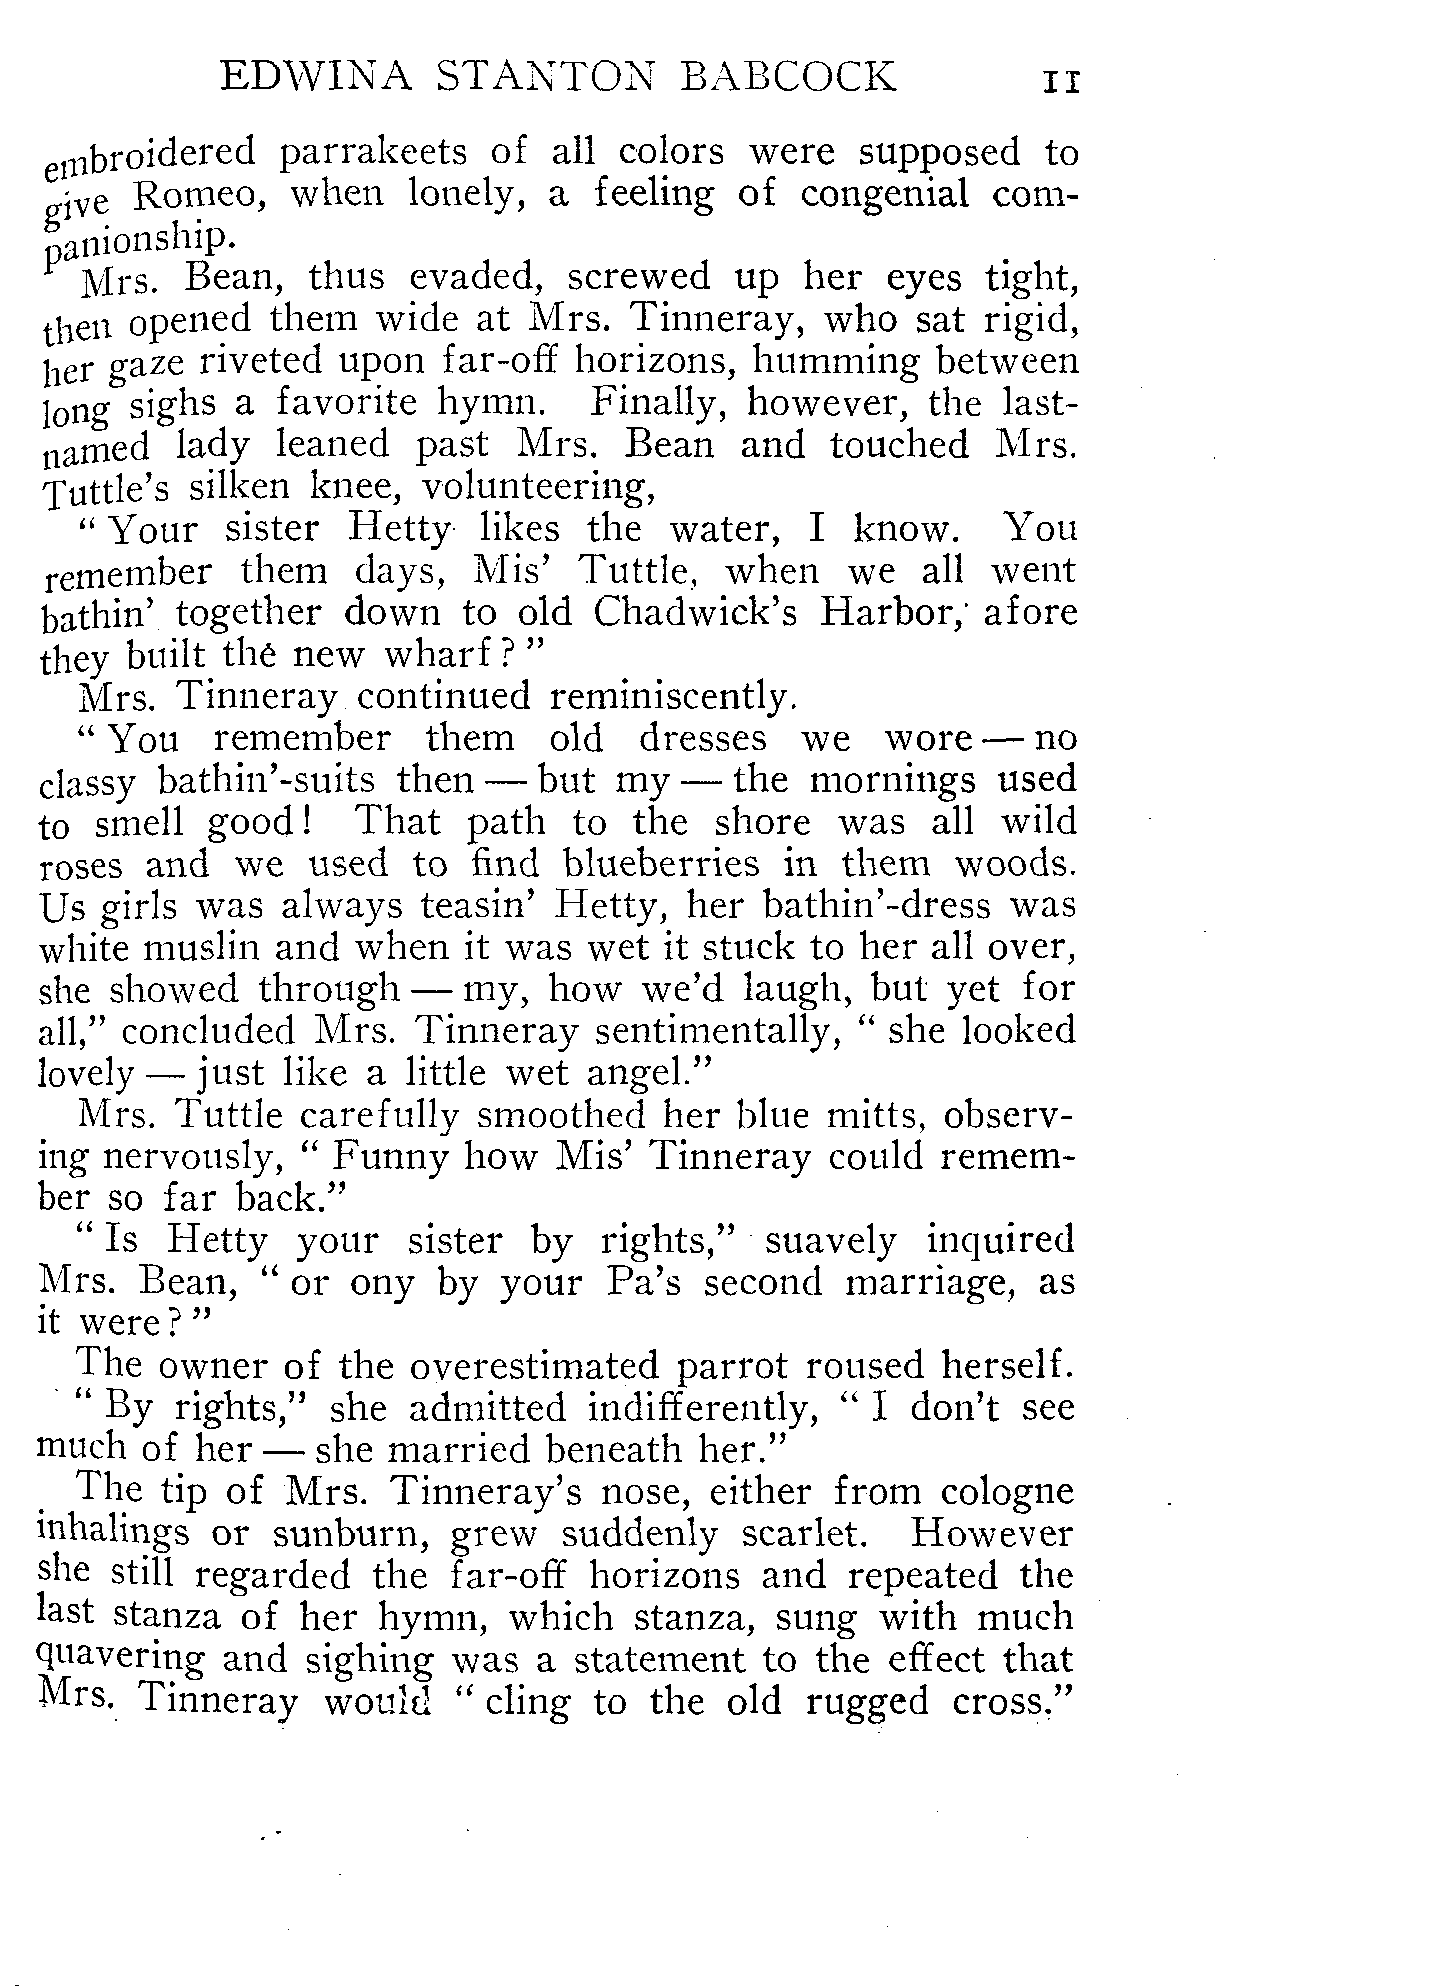 EDWINA STANTON BABCOCK 11
embroidered parrakeets of all colors were supposed to
give Romeo, when lonely, a feeling of congenial com-
panionship.
Mrs. Bean, thus evaded, screwed up her eyes tight,
then opened them wide at Mrs. Tinneray, who sat rigid,
her gaze riveted upon far-off horizons, humming between
long sighs a favorite hymn. Finally, however, the last-
named lady leaned past Mrs. Bean and touched Mrs.
Tuttle's silken knee, volunteering,
" Your sister Hetty likes the water, I know. You
remember them days, Mis' Tuttle, when we all went
bathin' together down to old Chadwick's Harbor, afore
they built the new wharf ? "
Mrs. Tinneray continued reminiscently.
" You remember them old dresses we wore — no
classy bathin'-suits then — but my — the mornings used
to smell good ! That path to the shore was all wild
roses and we used to find blueberries in them woods.
Us girls was always teasin' Hetty, her bathin'-dress was
white muslin and when it was wet it stuck to her all over,
she showed through — my, how we'd laugh, but yet for
all," concluded Mrs. Tinneray sentimentally, " she looked
lovely — just like a little wet angel."
Mrs. Tuttle carefully smoothed her blue mitts, observ-
ing nervously, " Funny how Mis' Tinneray could remem-
ber so far back."
" Is Hetty your sister by rights," suavely inquired
Mrs. Bean, " or ony by your Pa's second marriage, as
it were ? "
The owner of the overestimated parrot roused herself.
" By rights," she admitted indifferently, " I don't see
much of her — she married beneath her."
The tip of Mrs. Tinneray's nose, either from cologne
inhalings or sunburn, grew suddenly scarlet. However
she still regarded the far-off horizons and repeated the
last stanza of her hymn, which stanza, sung with much
quavering and sighing was a statement to the effect that
Mrs. Tinneray would " cling to the old rugged cross."